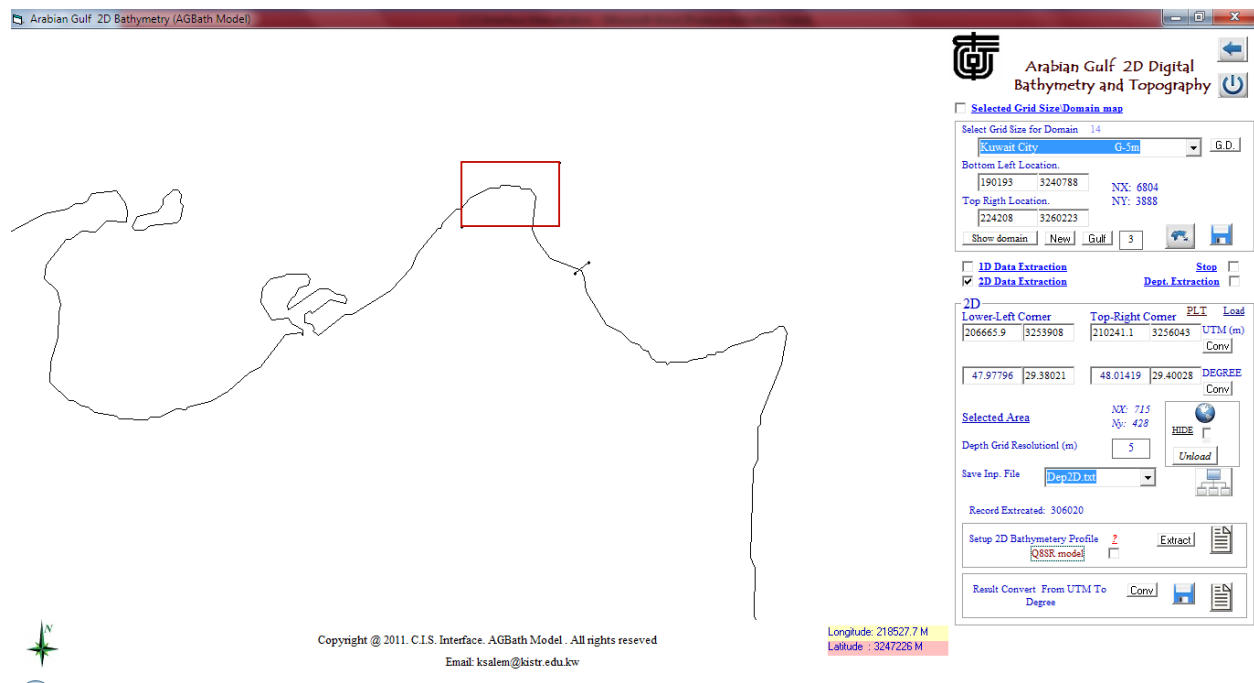 Arabian Gulf 2D Bathymetry (AGBath Model)
Arabian Gulf 2D Digital
Bathymetry and Topography
Selected Grid Size\Domain map
Select Grid Size for Domain 14
Kuwait City G-5m G.D.
Bottom Left Location.
190193 3240788 NX: 6804
Top Rigth Location. NY: 3888
224208 3260223
Show domain New Gulf 3
1D Data Extraction Stop
2D Data Extraction Dept. Extraction
2D
Lower-Left Corner Top-Right Corner PLT Load
206665.9 3253908 210241.1 3256043 UTM (m)
Conv
47.97796 29.38021 48.01419 29.40028 DEGREE
Conv
Selected Area NX: 715
Ny: 428
HIDE
Depth Grid Resolutionl (m) 5
Unload
Save Inp. File Dep2D.txt
Record Extrcated: 306020
Setup 2D Bathymetery Profile ? Extract
Q8SR model
Result Convert From UTM To Conv
Degree
N
Copyright @ 2011. C.I.S. Interface. AGBath Model . All rights reseved
Email: ksalem@kistr.edu.kw
Longitude: 218527.7 M
Latitude : 3247226 M